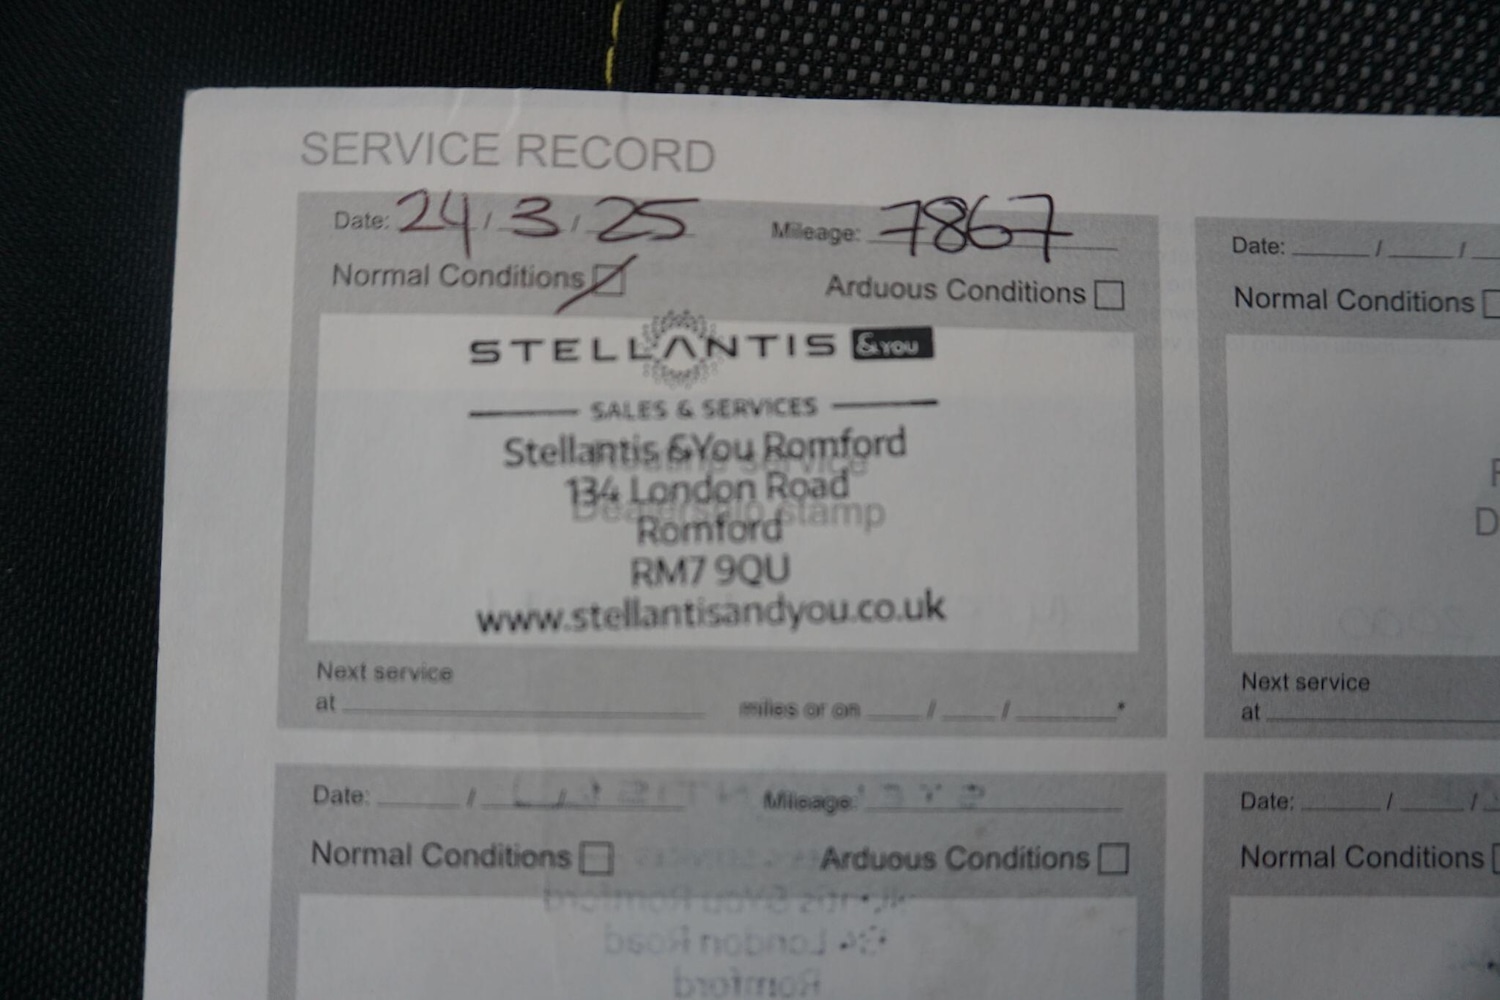 SERVICE RECORD
Date: 24 / 3 / 25 Mileage: 7867
Normal Conditions Arduous Conditions
STELLANTIS &YOU
SALES & SERVICES
Stellantis &You Romford
134 London Road
Dealership stamp
Romford
RM7 9QU
www.stellantisandyou.co.uk
Next service
at miles or on / / *
Date: / /
Normal Conditions
Next service
at
Date: / / Mileage:
Normal Conditions Arduous Conditions
Date: / /
Normal Conditions